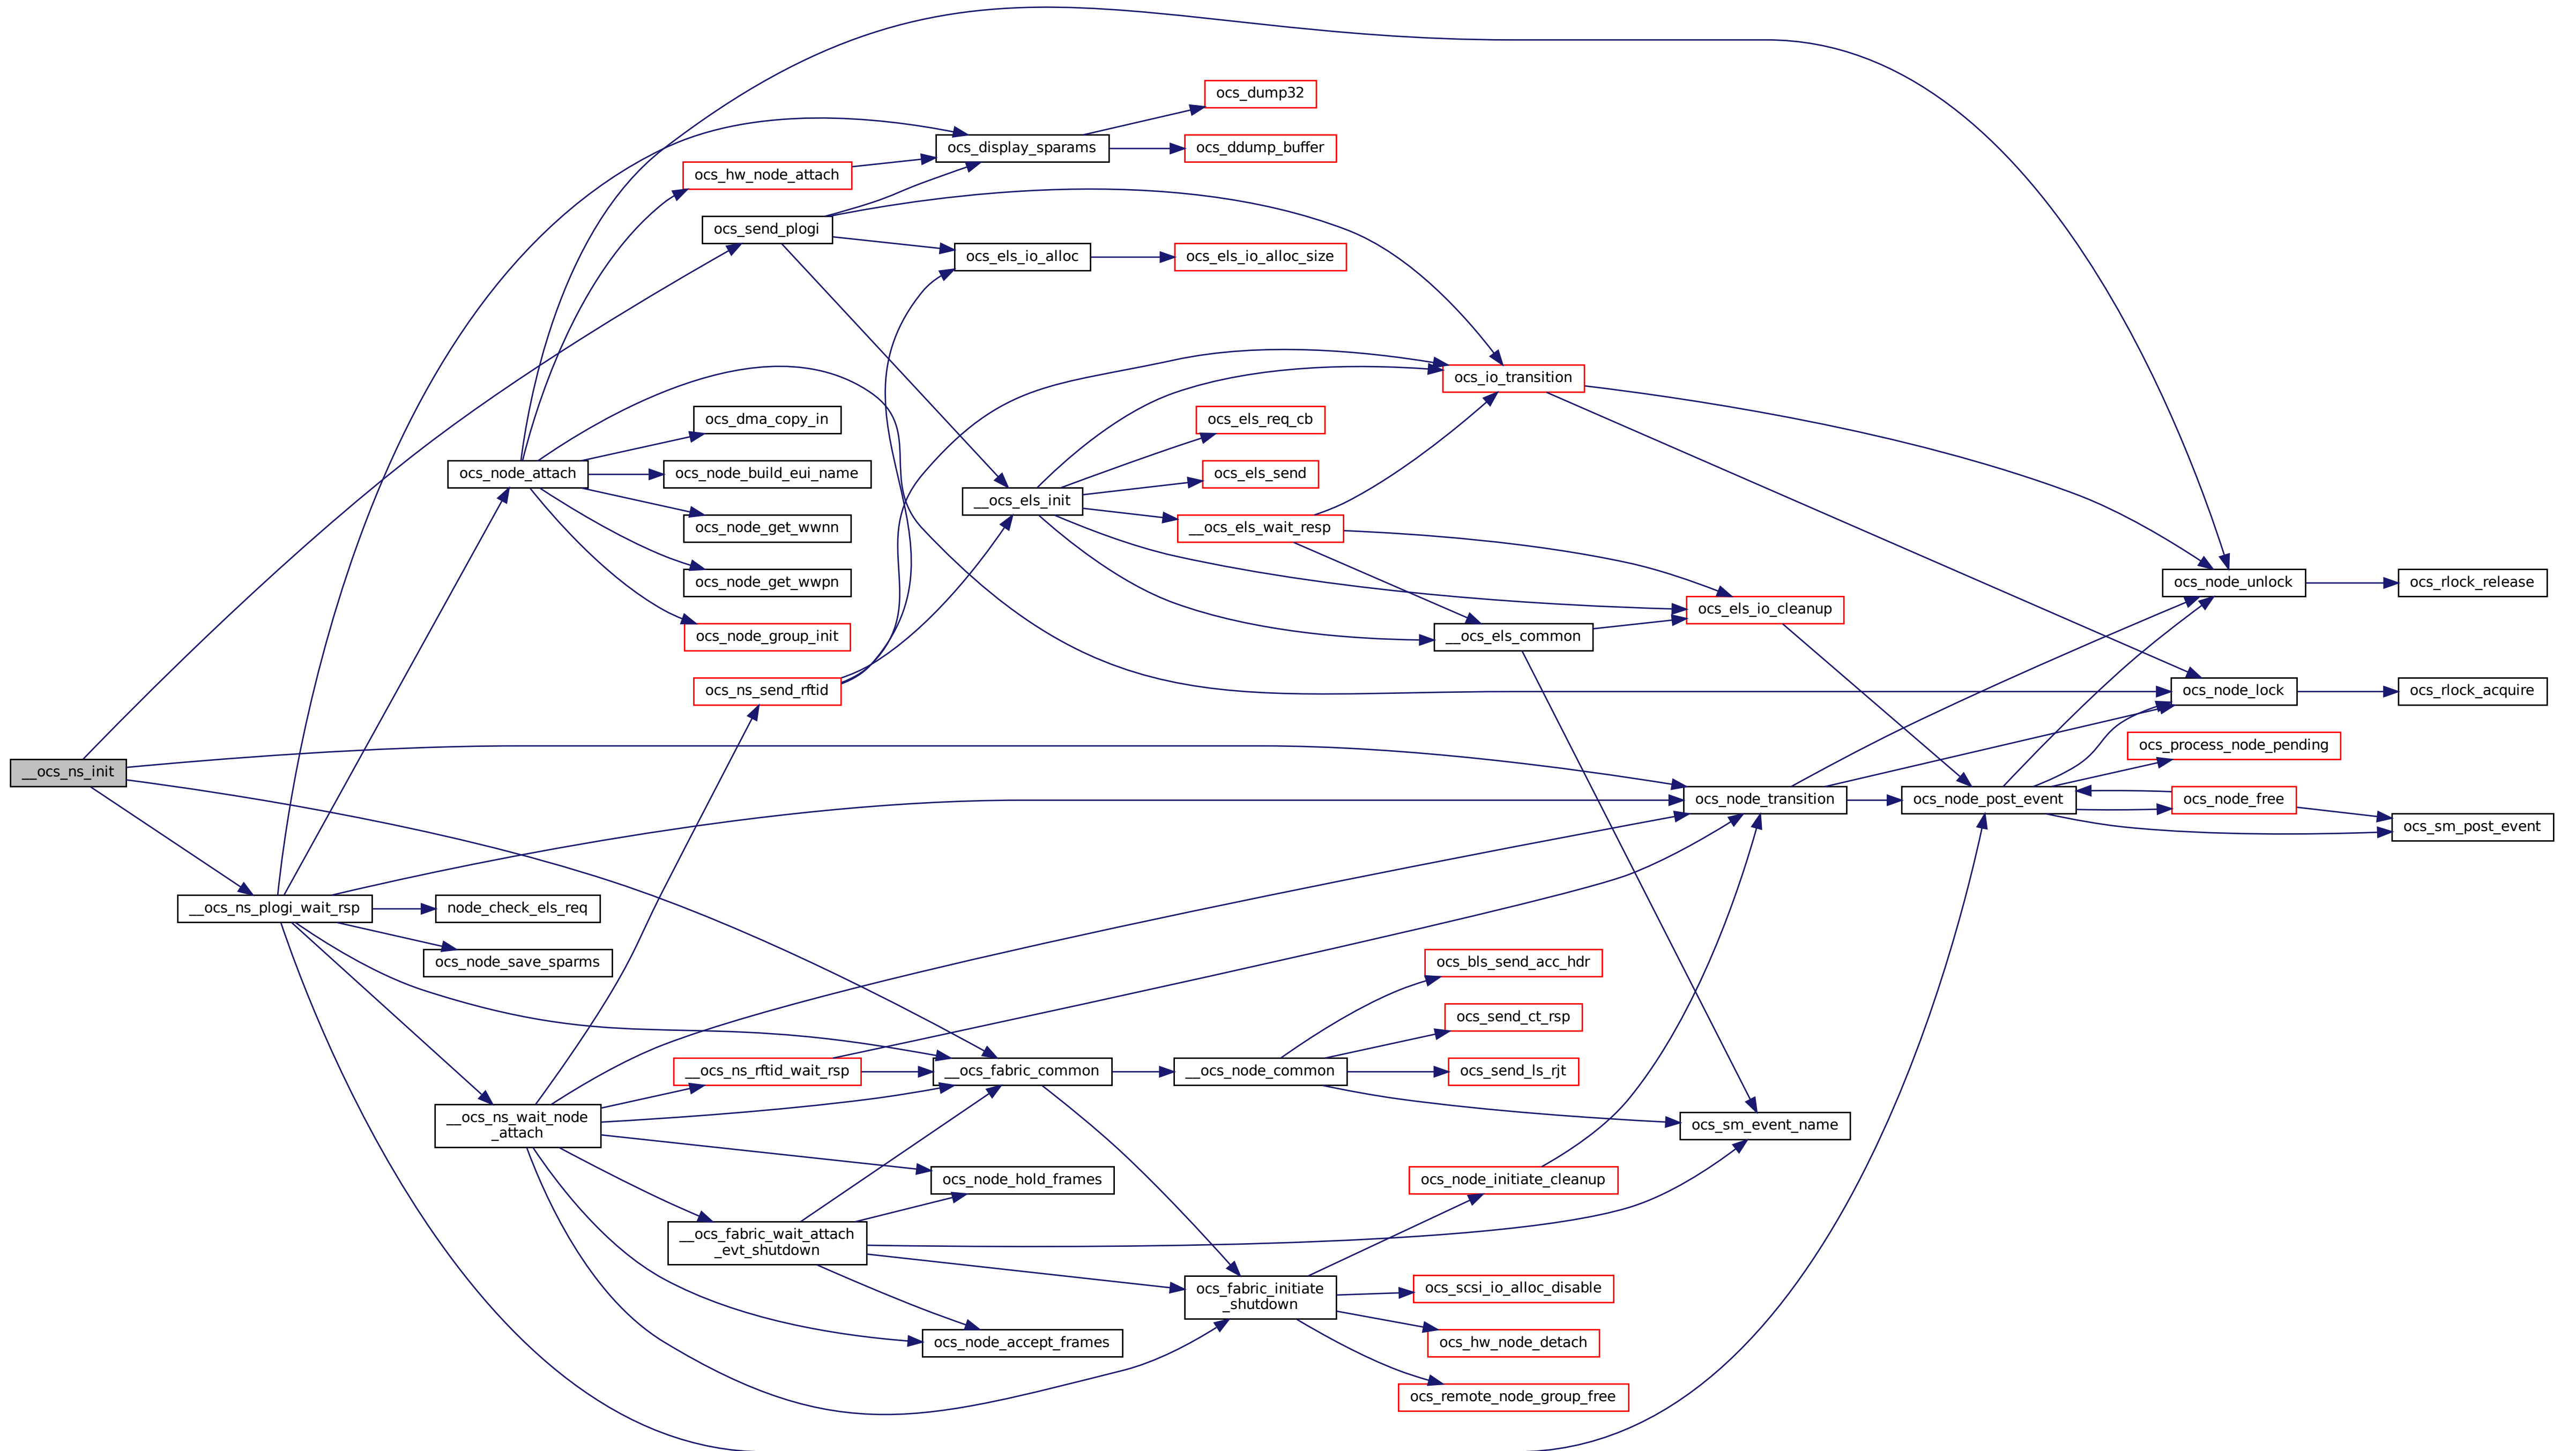 ocs_dump32
ocs_display_sparams
ocs_ddump_buffer
ocs_hw_node_attach
ocs_send_plogi
ocs_els_io_alloc
ocs_els_io_alloc_size
ocs_io_transition
ocs_dma_copy_in
ocs_els_req_cb
ocs_node_attach
ocs_node_build_eui_name
ocs_els_send
__ocs_els_init
ocs_node_get_wwnn
__ocs_els_wait_resp
ocs_node_get_wwpn
ocs_node_unlock
ocs_rlock_release
ocs_els_io_cleanup
ocs_node_group_init
__ocs_els_common
ocs_ns_send_rftid
ocs_node_lock
ocs_rlock_acquire
ocs_process_node_pending
__ocs_ns_init
ocs_node_transition
ocs_node_post_event
ocs_node_free
ocs_sm_post_event
__ocs_ns_plogi_wait_rsp
node_check_els_req
ocs_node_save_sparms
ocs_bls_send_acc_hdr
ocs_send_ct_rsp
__ocs_ns_rftid_wait_rsp
__ocs_fabric_common
__ocs_node_common
ocs_send_ls_rjt
__ocs_ns_wait_node
_attach
ocs_sm_event_name
ocs_node_hold_frames
ocs_node_initiate_cleanup
__ocs_fabric_wait_attach
_evt_shutdown
ocs_fabric_initiate
_shutdown
ocs_scsi_io_alloc_disable
ocs_node_accept_frames
ocs_hw_node_detach
ocs_remote_node_group_free